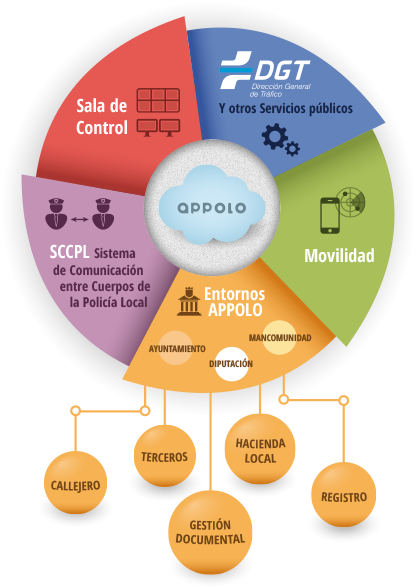 Sala de
Control
DGT
Dirección General
de Tráfico
Y otros Servicios públicos
APPOLO
Movilidad
SCCPL Sistema
de Comunicación
entre Cuerpos de
la Policía Local
Entornos
APPOLO
AYUNTAMIENTO
DIPUTACIÓN
MANCOMUNIDAD
CALLEJERO
TERCEROS
GESTIÓN
DOCUMENTAL
HACIENDA
LOCAL
REGISTRO